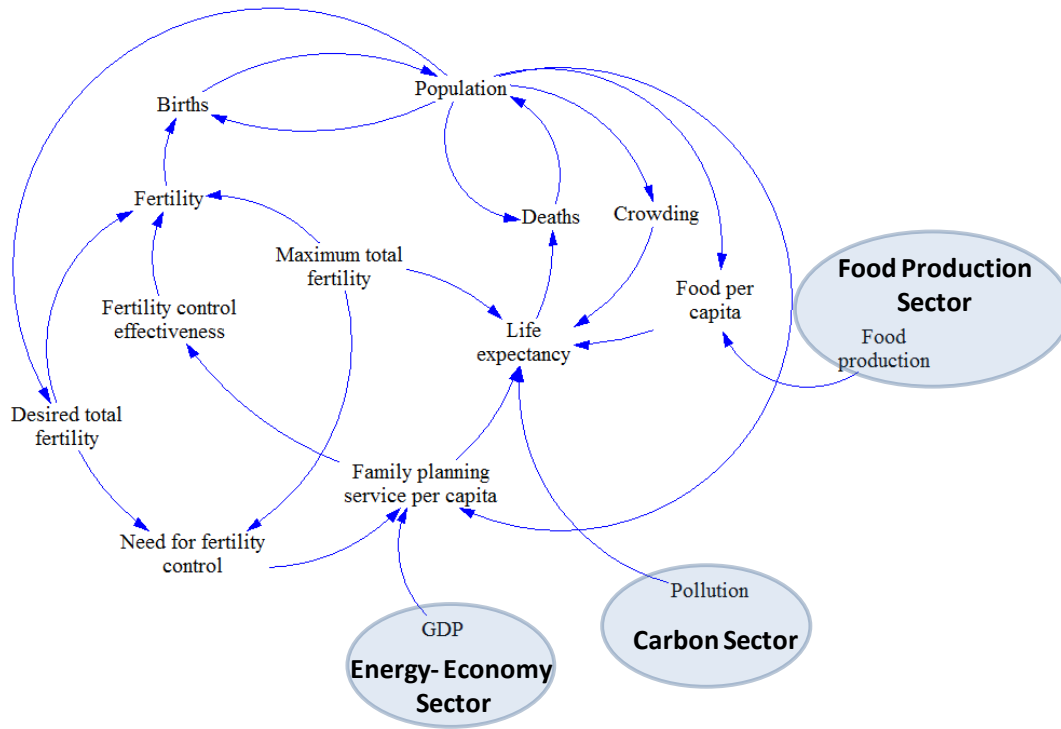 Population
Births
Fertility
Deaths
Crowding
Maximum total
fertility
Food Production
Sector
Fertility control
effectiveness
Food per
capita
Life
expectancy
Food
production
Desired total
fertility
Family planning
service per capita
Need for fertility
control
Pollution
Carbon Sector
GDP
Energy- Economy
Sector